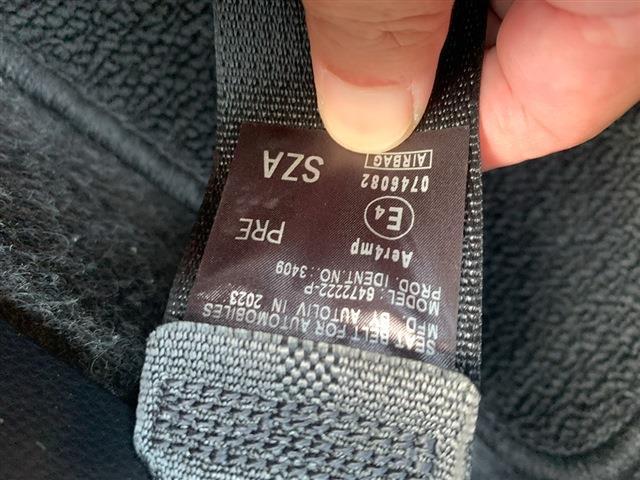 SEAT BELT FOR AUTOMOBILES
MFD. BY AUTOLIV IN 2023
MODEL: 6472222-P
PROD IDENT.NO.:3409
Aer4mp
E4 PRE
0746082
AIRBAG SZA